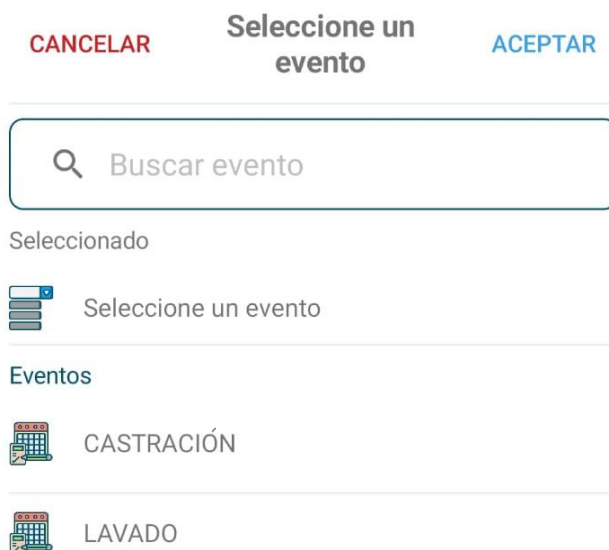 CANCELAR
Seleccione un
evento
ACEPTAR
Buscar evento
Seleccionado
Seleccione un evento
Eventos
CASTRACIÓN
LAVADO